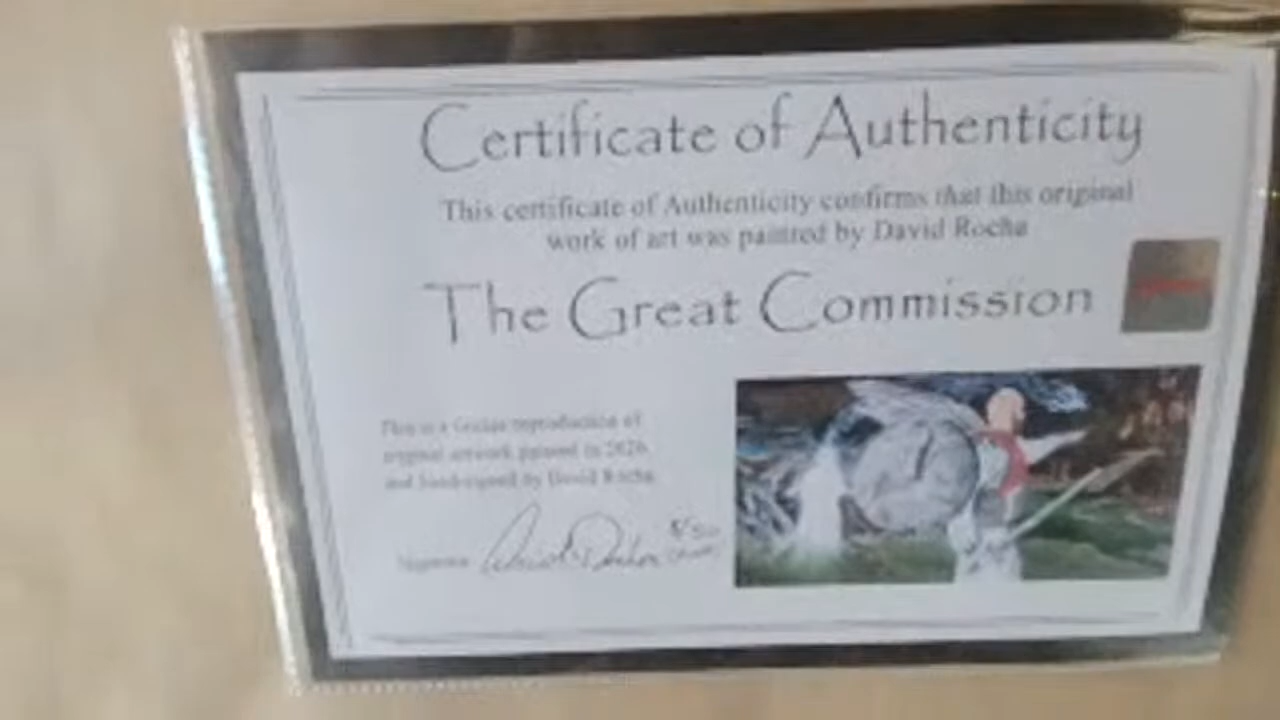 Certificate of Authenticity
This certificate of Authenticity confirms that this original
work of art was painted by David Rocha
The Great Commission
This is a Giclee reproduction of
original artwork painted in 2020
and hand-signed by David Rocha
Signature